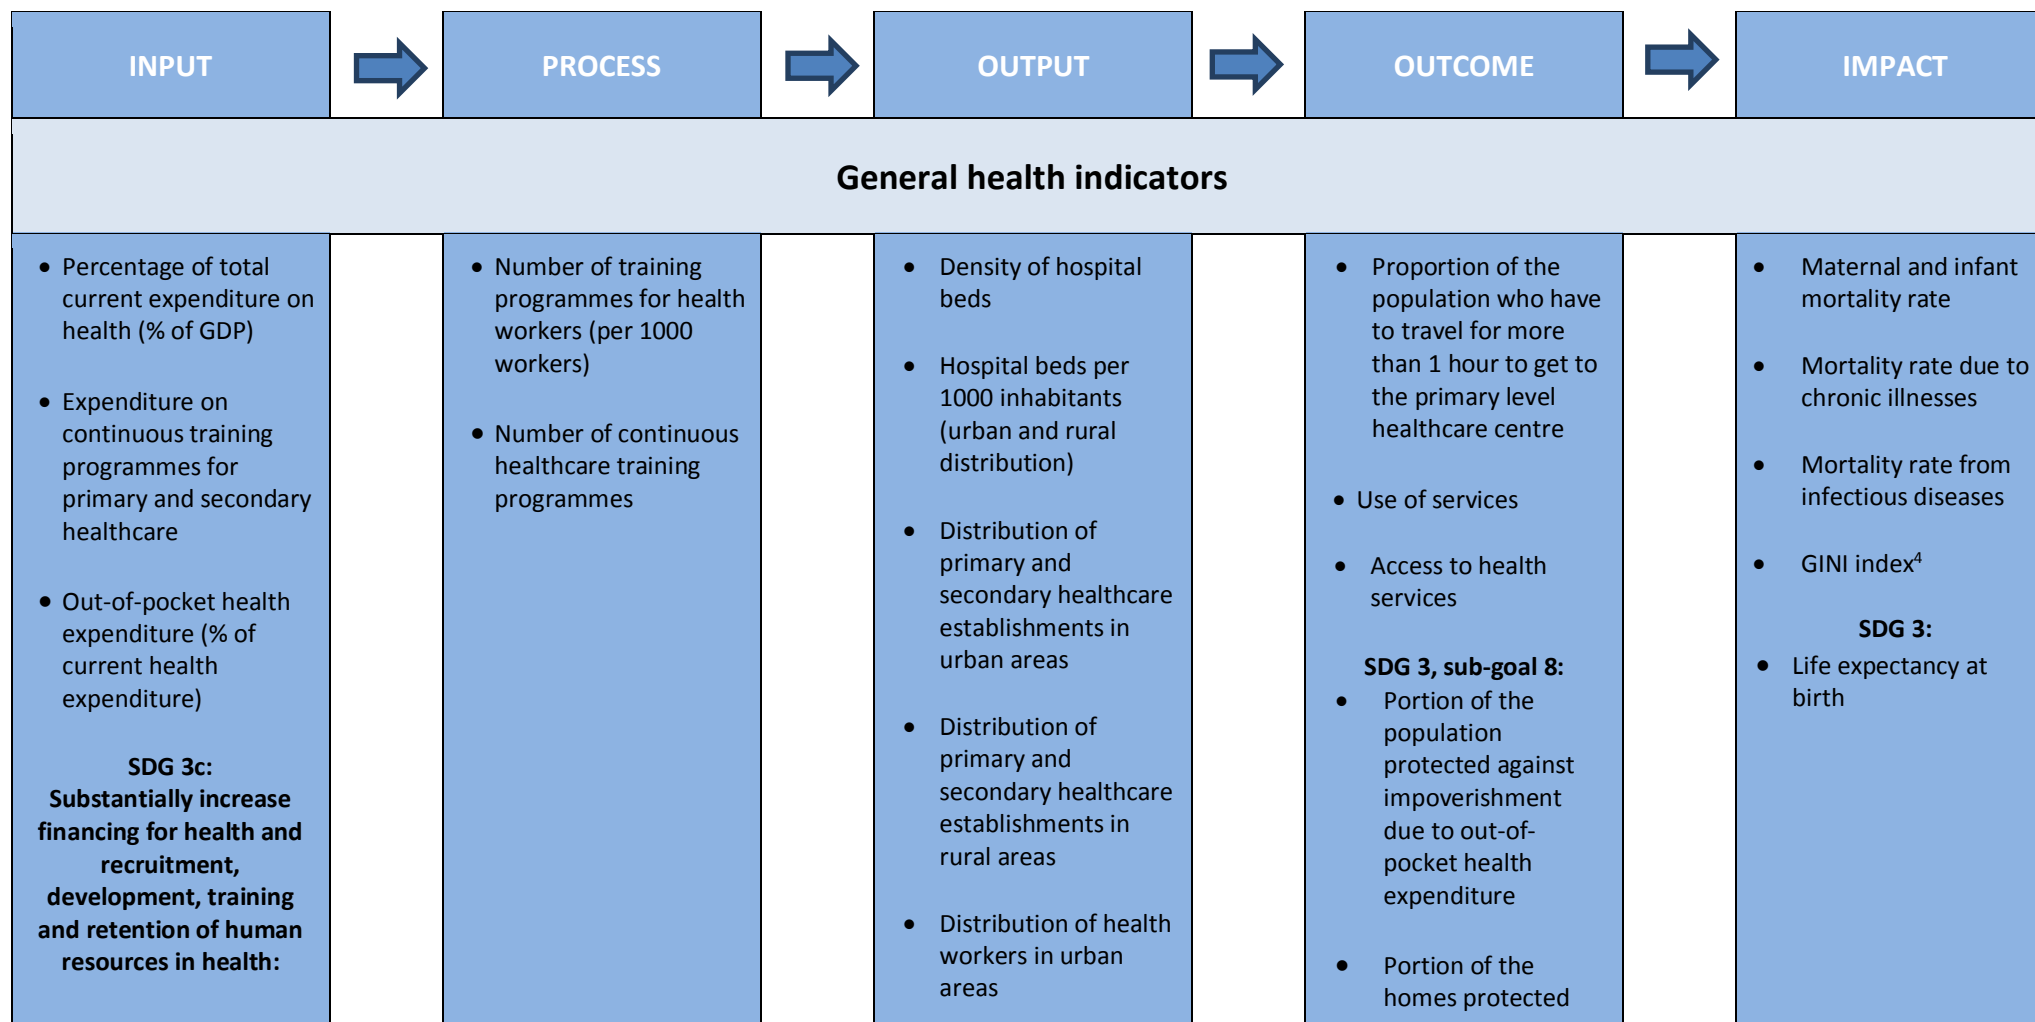 INPUT
PROCESS
OUTPUT
OUTCOME
IMPACT
General health indicators
• Percentage of total
current expenditure on
health (% of GDP)
• Expenditure on
continuous training
programmes for
primary and secondary
healthcare
• Out-of-pocket health
expenditure (% of
current health
expenditure)
SDG 3c:
Substantially increase
financing for health and
recruitment,
development, training
and retention of human
resources in health:
• Number of training
programmes for health
workers (per 1000
workers)
• Number of continuous
healthcare training
programmes
• Density of hospital
beds
• Hospital beds per
1000 inhabitants
(urban and rural
distribution)
• Distribution of
primary and
secondary healthcare
establishments in
urban areas
• Distribution of
primary and
secondary healthcare
establishments in
rural areas
• Distribution of health
workers in urban
areas
• Proportion of the
population who have
to travel for more
than 1 hour to get to
the primary level
healthcare centre
• Use of services
• Access to health
services
SDG 3, sub-goal 8:
• Portion of the
population
protected against
impoverishment
due to out-of-
pocket health
expenditure
• Portion of the
homes protected
• Maternal and infant
mortality rate
• Mortality rate due to
chronic illnesses
• Mortality rate from
infectious diseases
• GINI index⁴
SDG 3:
• Life expectancy at
birth